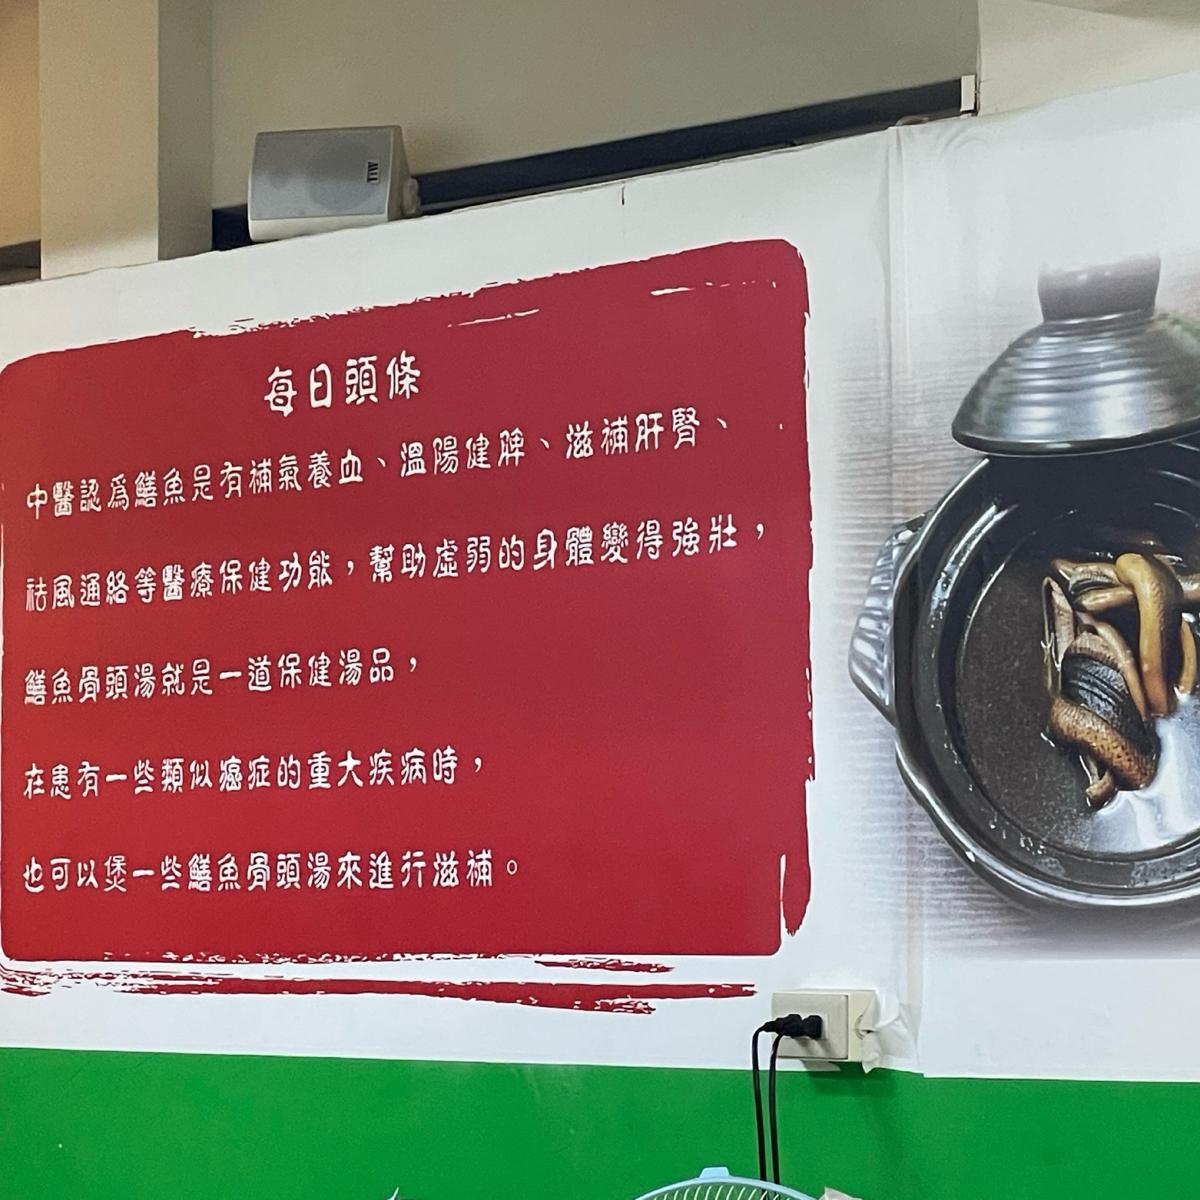 每日頭條
中醫認爲鱔魚是有補氣養血、溫陽健脾、滋補肝腎、
祛風通絡等醫療保健功能，幫助虛弱的身體變得強壯，
鱔魚骨頭湯就是一道保健湯品，
在患有一些類似癌症的重大疾病時，
也可以煲一些鱔魚骨頭湯來進行滋補。